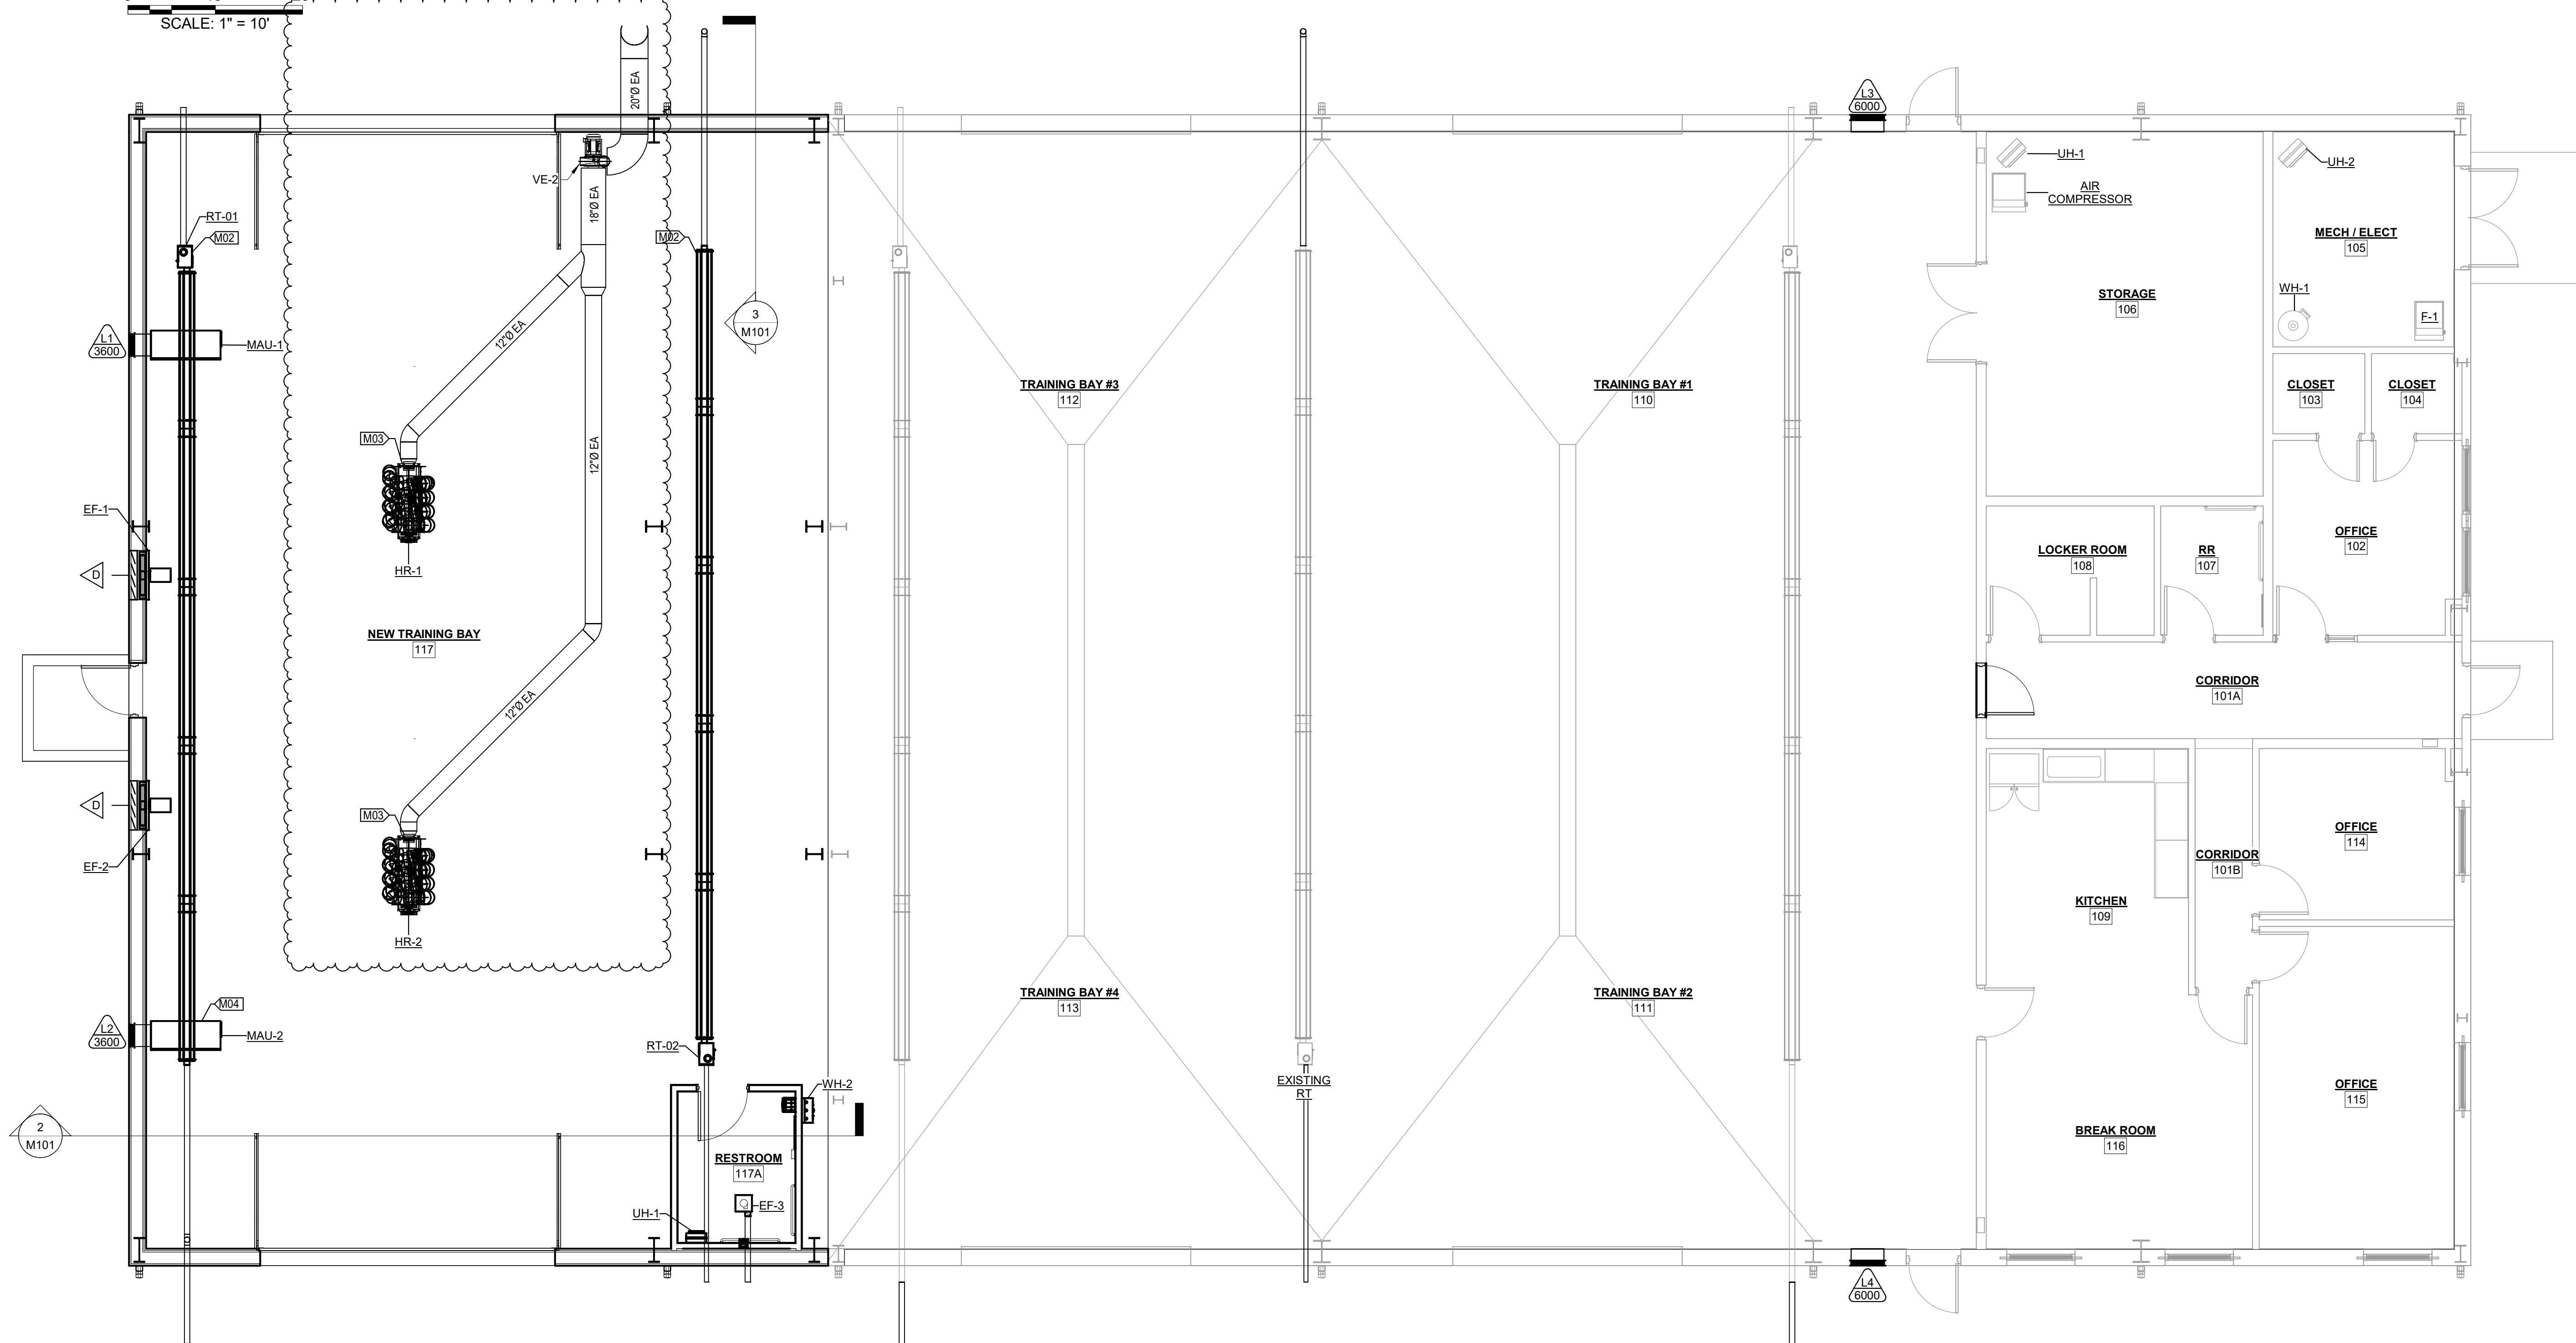 SCALE: 1" = 10'
20"Ø EA
L3
6000
VE-2
18"Ø EA
UH-1
UH-2
AIR
COMPRESSOR
RT-01
M02
M02
MECH / ELECT
105
WH-1
F-1
STORAGE
106
3
M101
12"Ø EA
L1
3600
MAU-1
TRAINING BAY #3
112
TRAINING BAY #1
110
CLOSET
103
CLOSET
104
M03
12"Ø EA
EF-1
OFFICE
102
LOCKER ROOM
108
RR
107
D
HR-1
NEW TRAINING BAY
117
CORRIDOR
101A
12"Ø EA
D
M03
EF-2
OFFICE
114
CORRIDOR
101B
KITCHEN
109
HR-2
TRAINING BAY #4
113
TRAINING BAY #2
111
M04
L2
3600
MAU-2
RT-02
EXISTING
RT
WH-2
OFFICE
115
2
M101
BREAK ROOM
116
RESTROOM
117A
EF-3
UH-1
L4
6000